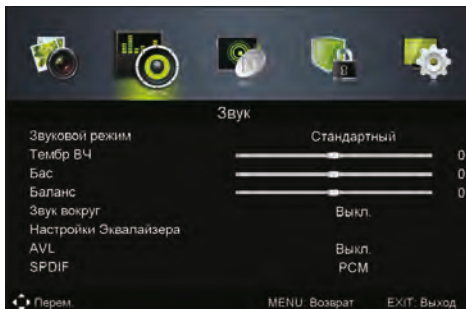 Звук
Звуковой режим Стандартный
Тембр ВЧ 0
Бас 0
Баланс 0
Звук вокруг Выкл.
Настройки Эквалайзера
AVL Выкл.
SPDIF PCM
Перем. MENU: Возврат EXIT: Выход